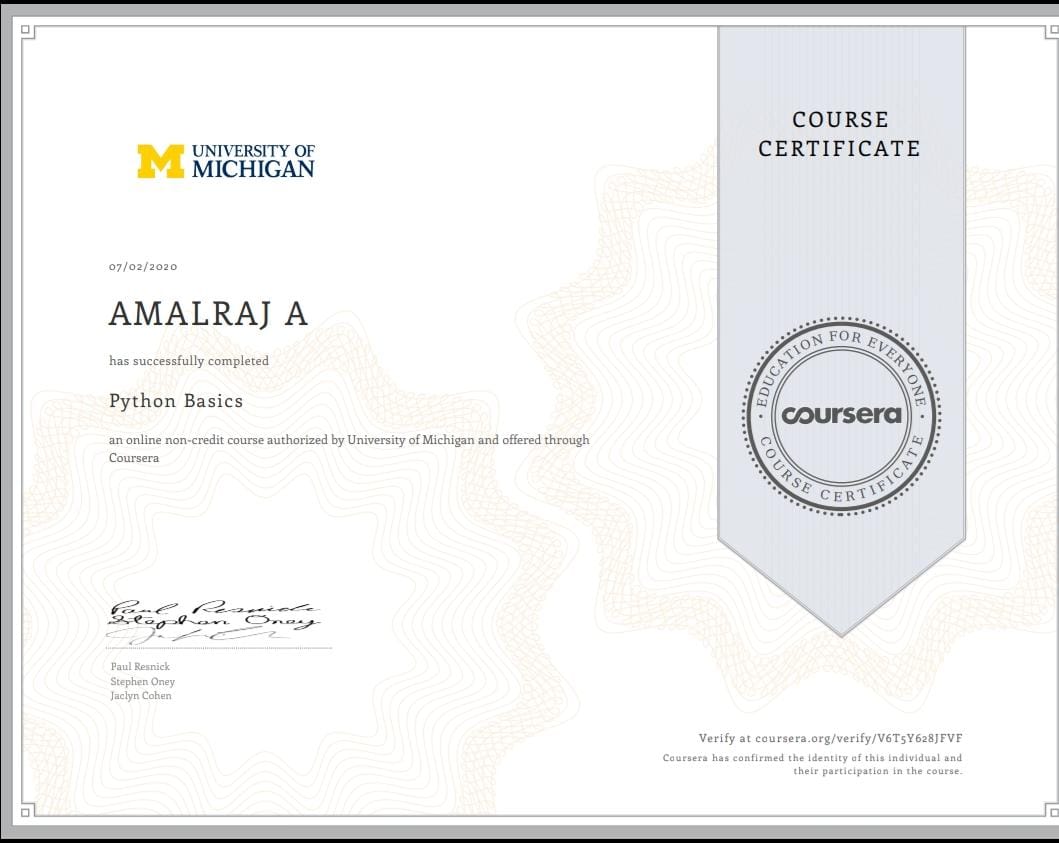 UNIVERSITY OF
MICHIGAN
07/02/2020
AMALRAJ A
has successfully completed
Python Basics
an online non-credit course authorized by University of Michigan and offered through
Coursera
Paul Resnick
Stephen Oney
Paul Resnick
Stephen Oney
Jaclyn Cohen
COURSE
CERTIFICATE
EDUCATION FOR EVERYONE
coursera
COURSE CERTIFICATE
Verify at coursera.org/verify/V6T5Y628JFVF
Coursera has confirmed the identity of this individual and
their participation in the course.